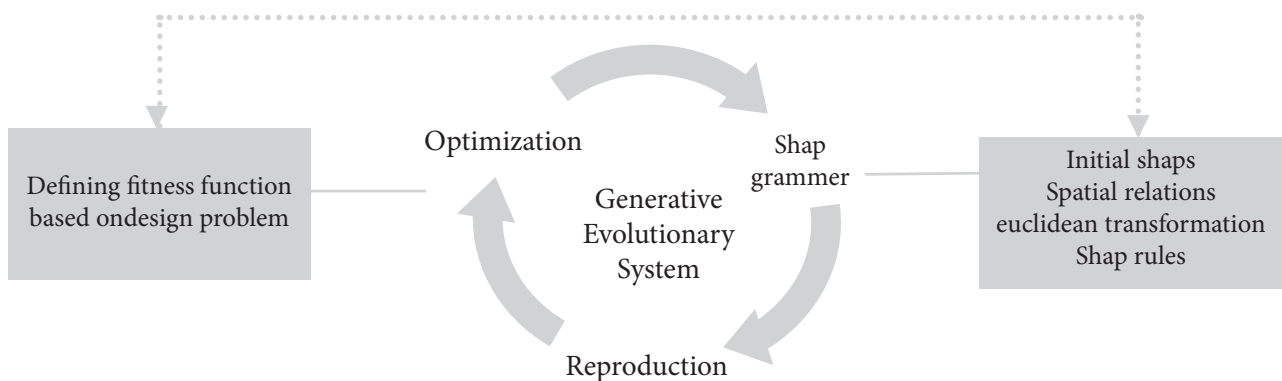 Optimization
Shap
grammer
Defining fitness function
based ondesign problem
Generative
Evolutionary
System
Initial shaps
Spatial relations
euclidean transformation
Shap rules
Reproduction